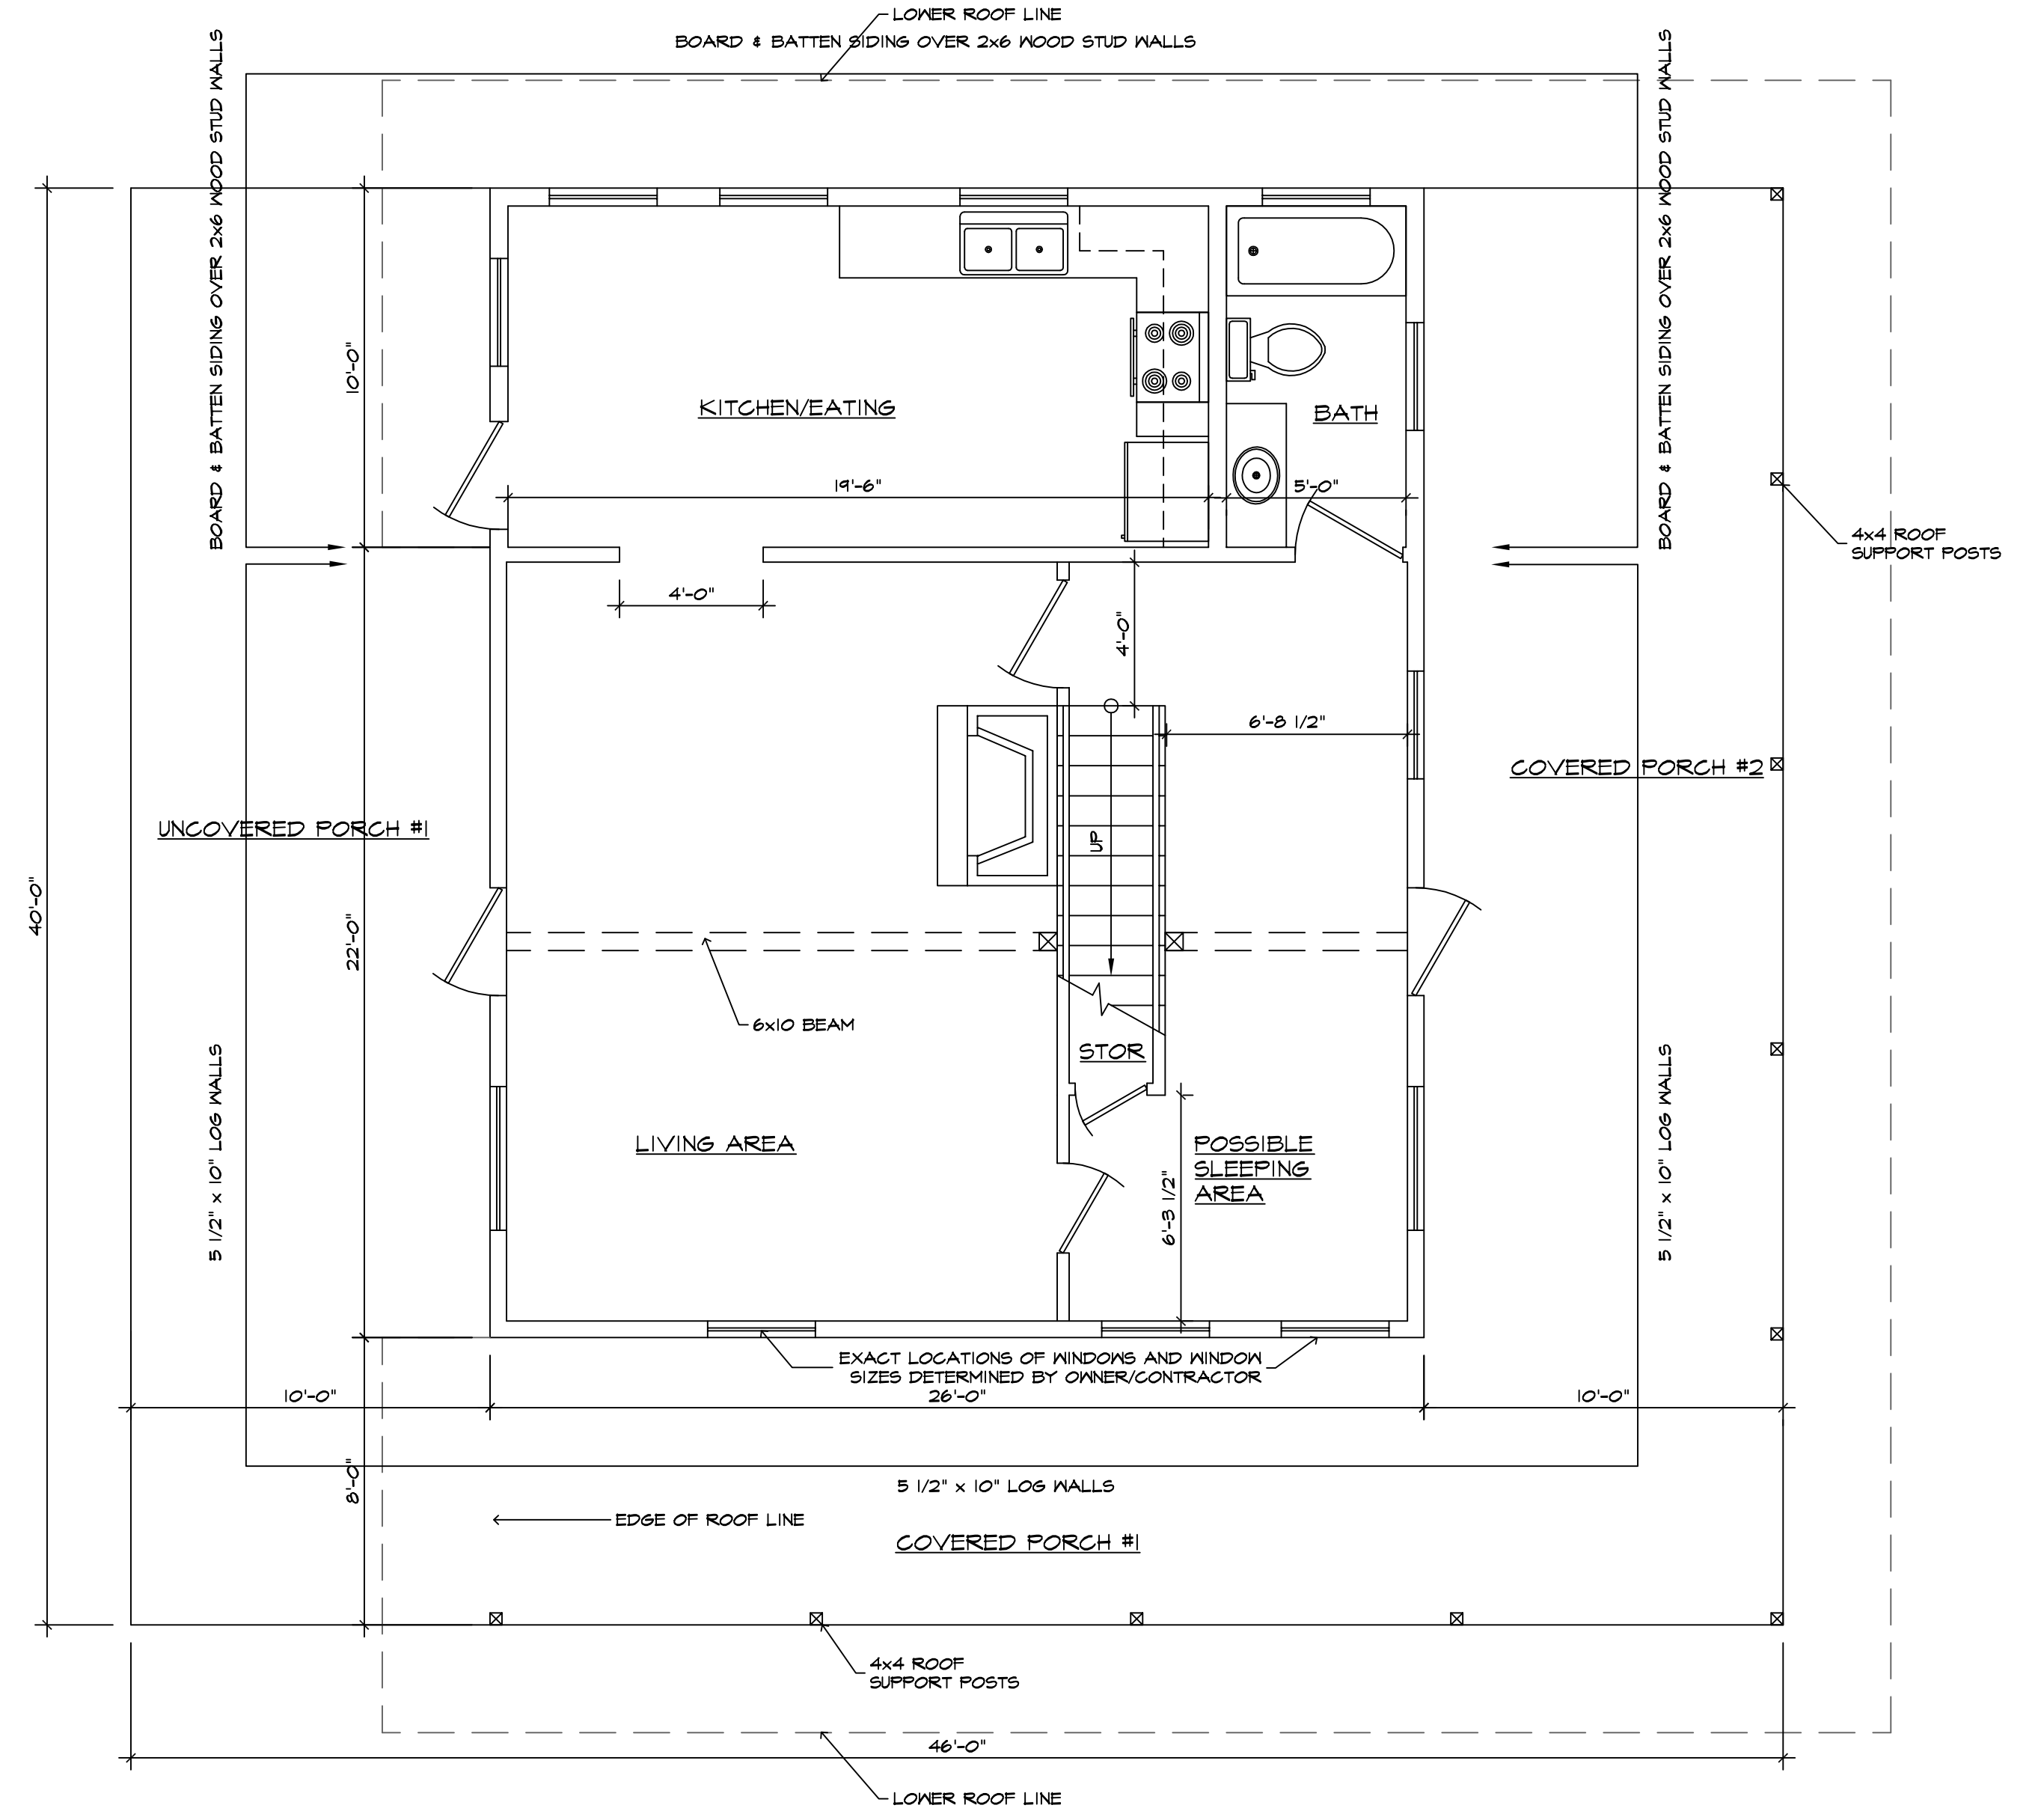 LOWER ROOF LINE
BOARD & BATTEN SIDING OVER 2x6 WOOD STUD WALLS
BOARD & BATTEN SIDING OVER 2x6 WOOD STUD WALLS
BOARD & BATTEN SIDING OVER 2x6 WOOD STUD WALLS
10'-0"
KITCHEN/EATING
BATH
19'-6"
5'-0"
4x4 ROOF
SUPPORT POSTS
4'-0"
4'-0"
6'-8 1/2"
COVERED PORCH #2
UNCOVERED PORCH #1
UP
40'-0"
22'-0"
6x10 BEAM
STOR
5 1/2" x 10" LOG WALLS
LIVING AREA
POSSIBLE
SLEEPING
AREA
6'-3 1/2"
5 1/2" x 10" LOG WALLS
EXACT LOCATIONS OF WINDOWS AND WINDOW
SIZES DETERMINED BY OWNER/CONTRACTOR
10'-0"
26'-0"
10'-0"
8'-0"
5 1/2" x 10" LOG WALLS
EDGE OF ROOF LINE
COVERED PORCH #1
4x4 ROOF
SUPPORT POSTS
46'-0"
LOWER ROOF LINE